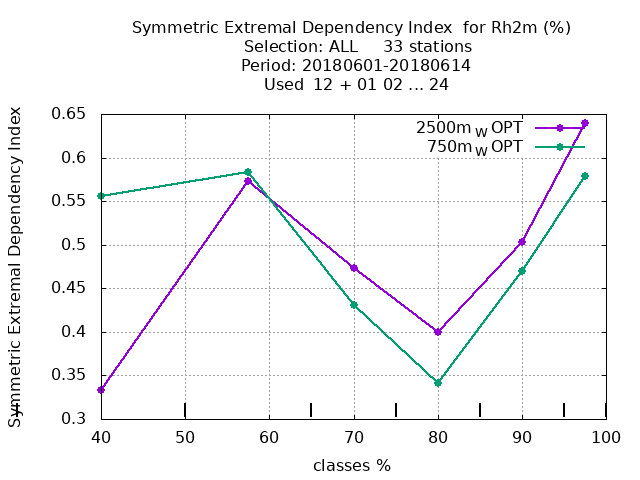 Symmetric Extremal Dependency Index  for Rh2m (%)
Selection: ALL     33 stations
Period: 20180601-20180614
Used  12 + 01 02 ... 24
Symmetric Extremal Dependency Index
0.65
0.6
0.55
0.5
0.45
0.4
0.35
0.3
2500m W OPT
750m W OPT
40 50 60 70 80 90 100
classes %